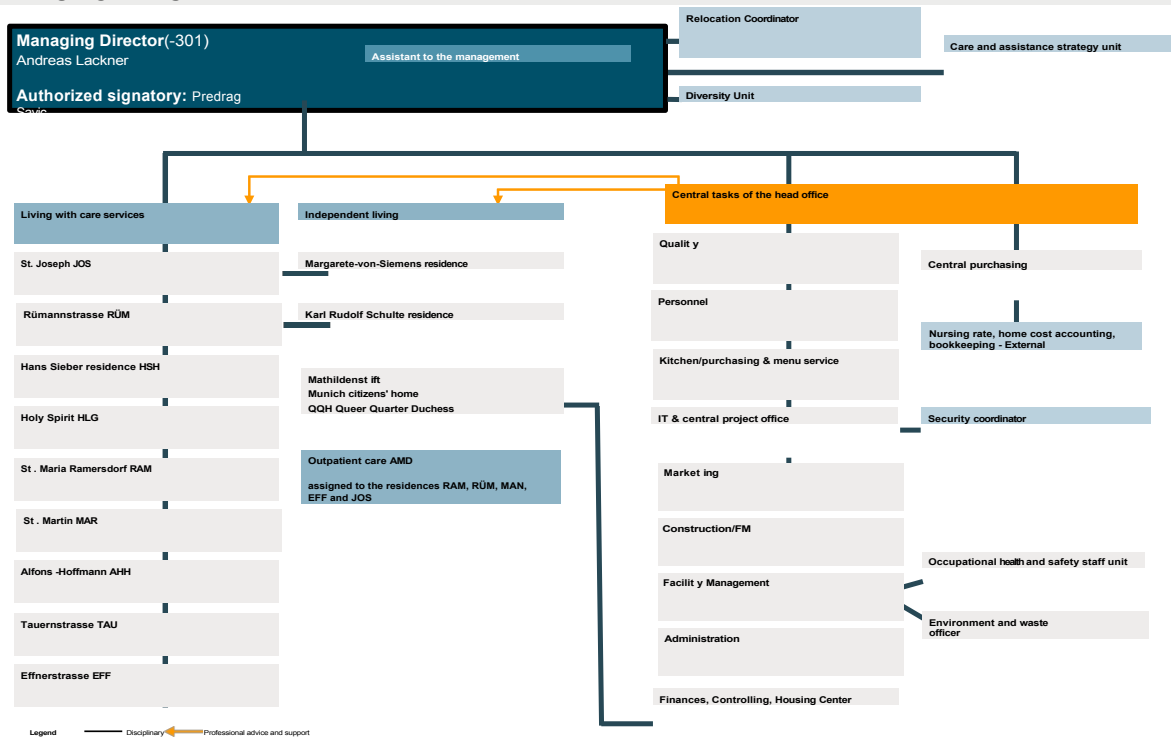 Managing Director(-301)
Andreas Lackner
Assistant to the management
Authorized signatory: Predrag
Relocation Coordinator
Care and assistance strategy unit
Diversity Unit
Central tasks of the head office
Living with care services
St. Joseph JOS
Rümannstrasse RÜM
Hans Sieber residence HSH
Holy Spirit HLG
St . Maria Ramersdorf RAM
St . Martin MAR
Alfons -Hoffmann AHH
Tauernstrasse TAU
Effnerstrasse EFF
Independent living
Margarete-von-Siemens residence
Karl Rudolf Schulte residence
Mathildenst ift
Munich citizens' home
QQH Queer Quarter Duchess
Outpatient care AMD
assigned to the residences RAM, RÜM, MAN,
EFF and JOS
Qualit y
Personnel
Kitchen/purchasing & menu service
IT & central project office
Market ing
Construction/FM
Facilit y Management
Administration
Finances, Controlling, Housing Center
Central purchasing
Nursing rate, home cost accounting,
bookkeeping - External
Security coordinator
Occupational health and safety staff unit
Environment and waste
officer
Legend
Disciplinary
Professional advice and support